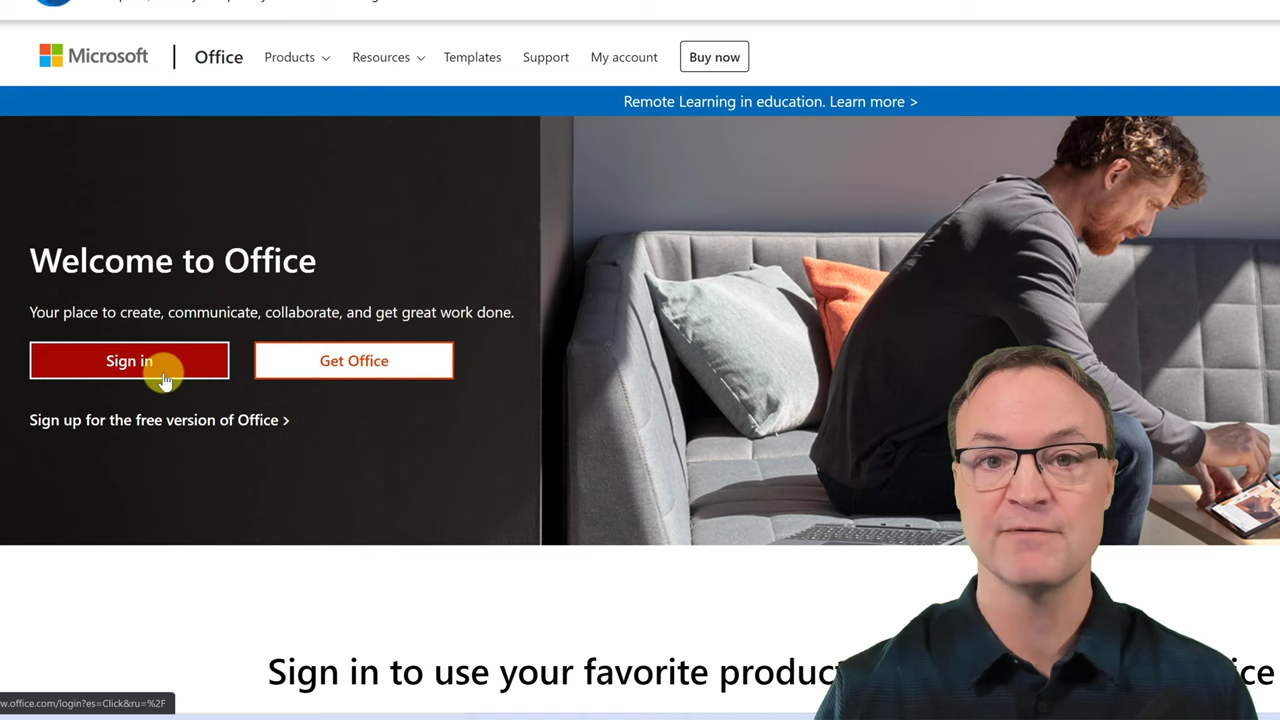 Microsoft | Office Products Resources Templates Support My account Buy now
Remote Learning in education. Learn more >
Welcome to Office
Your place to create, communicate, collaborate, and get great work done.
Sign in Get Office
Sign up for the free version of Office >
Sign in to use your favorite produc ice
w.office.com/login?es=Click&ru=%2F